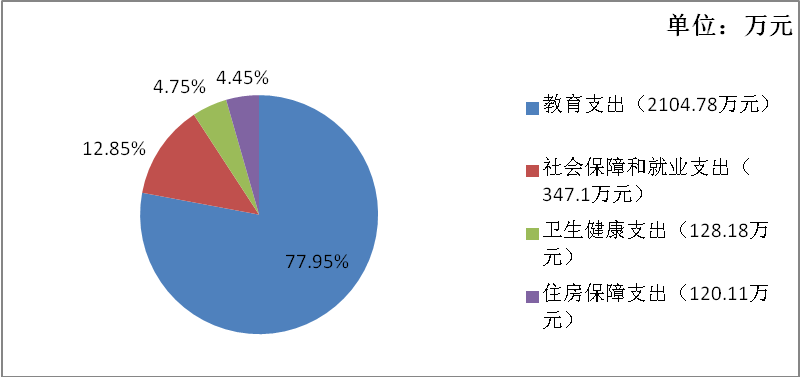 单位：万元
4.75%
4.45%
12.85%
77.95%
教育支出（2104.78万元）
社会保障和就业支出（
347.1万元）
卫生健康支出（128.18万
元）
住房保障支出（120.11万
元）